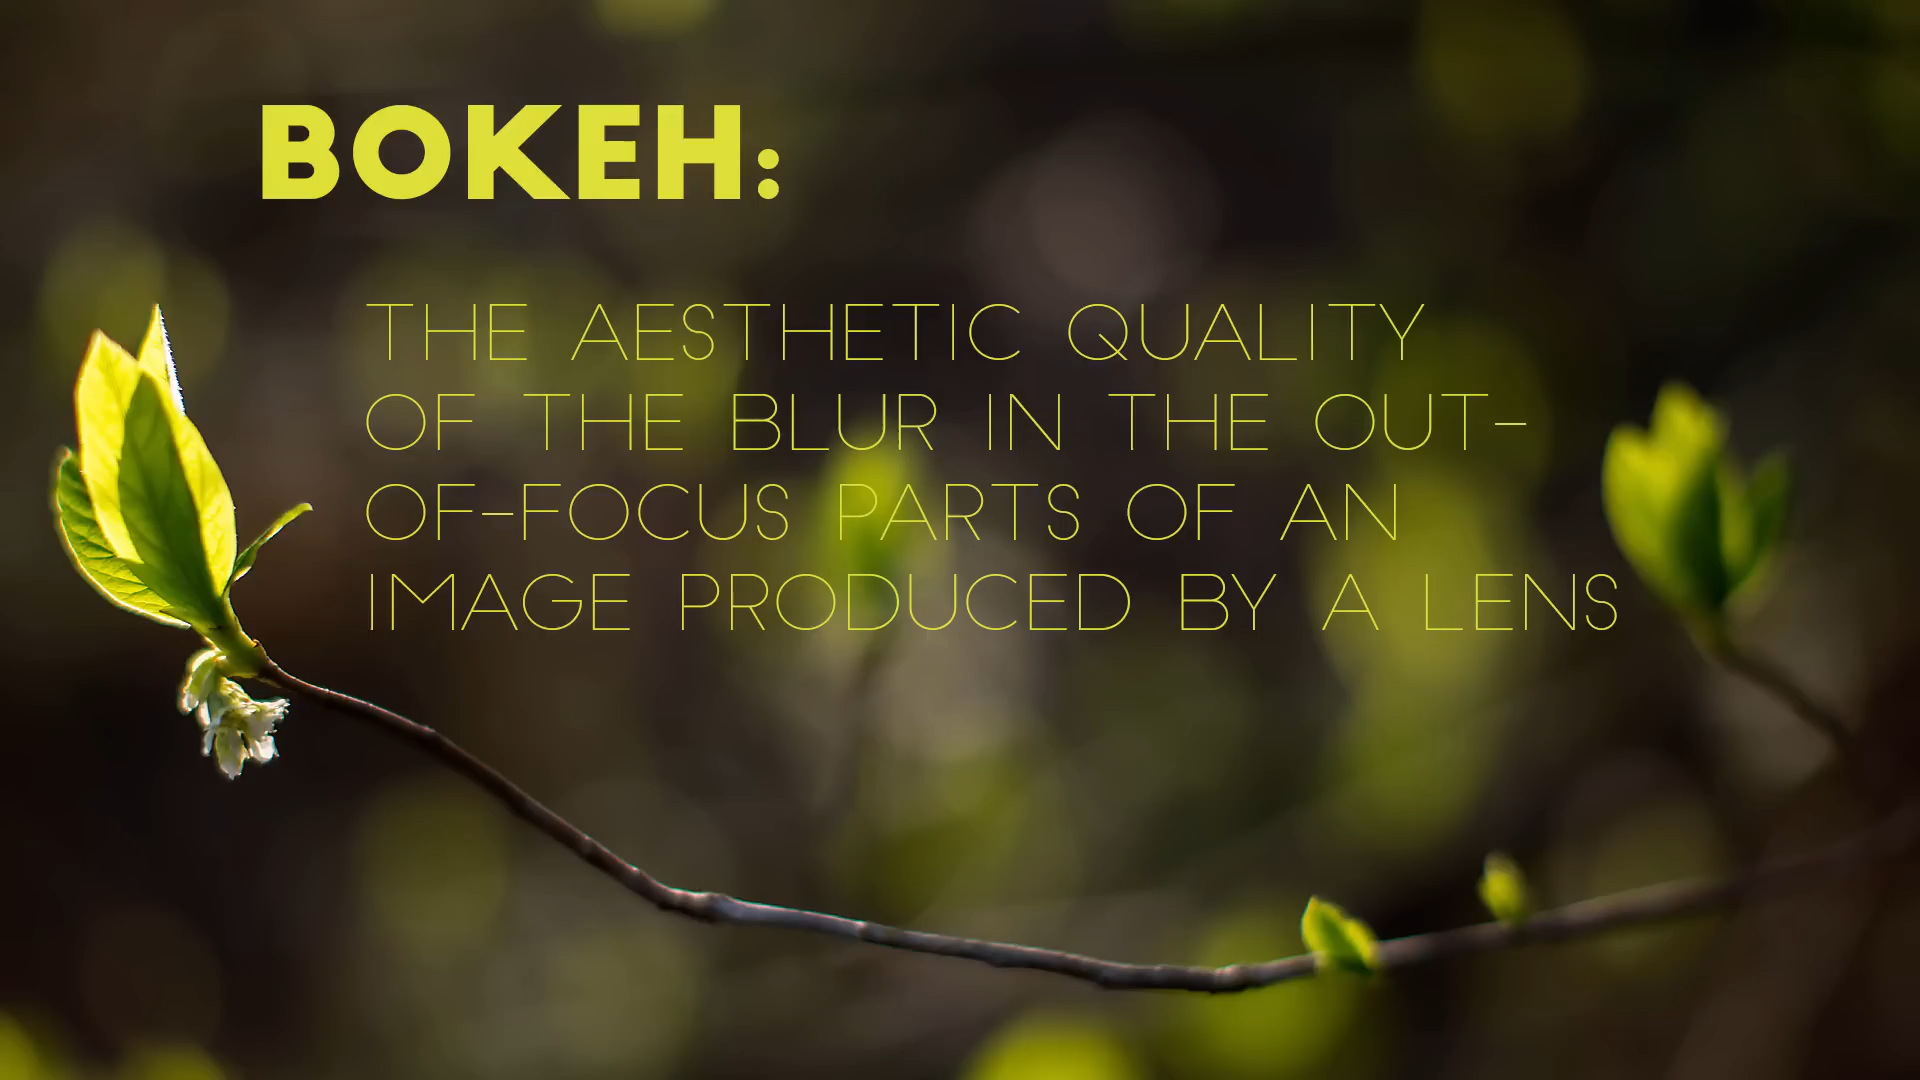 BOKEH:
THE AESTHETIC QUALITY
OF THE BLUR IN THE OUT-
OF-FOCUS PARTS OF AN
IMAGE PRODUCED BY A LENS